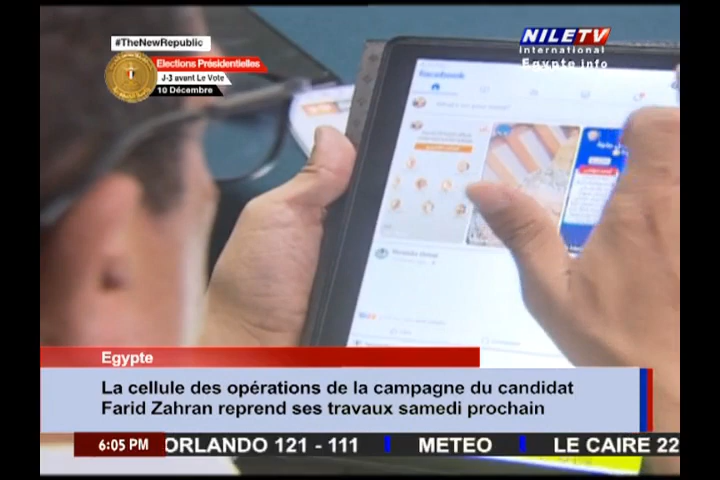 #TheNewRepublic
Elections Présidentielles
J-3 avant Le Vote
10 Décembre
NILETV
international
Egypte.info
facebook
Egypte
La cellule des opérations de la campagne du candidat
Farid Zahran reprend ses travaux samedi prochain
6:05 PM ORLANDO 121 - 111 METEO LE CAIRE 22